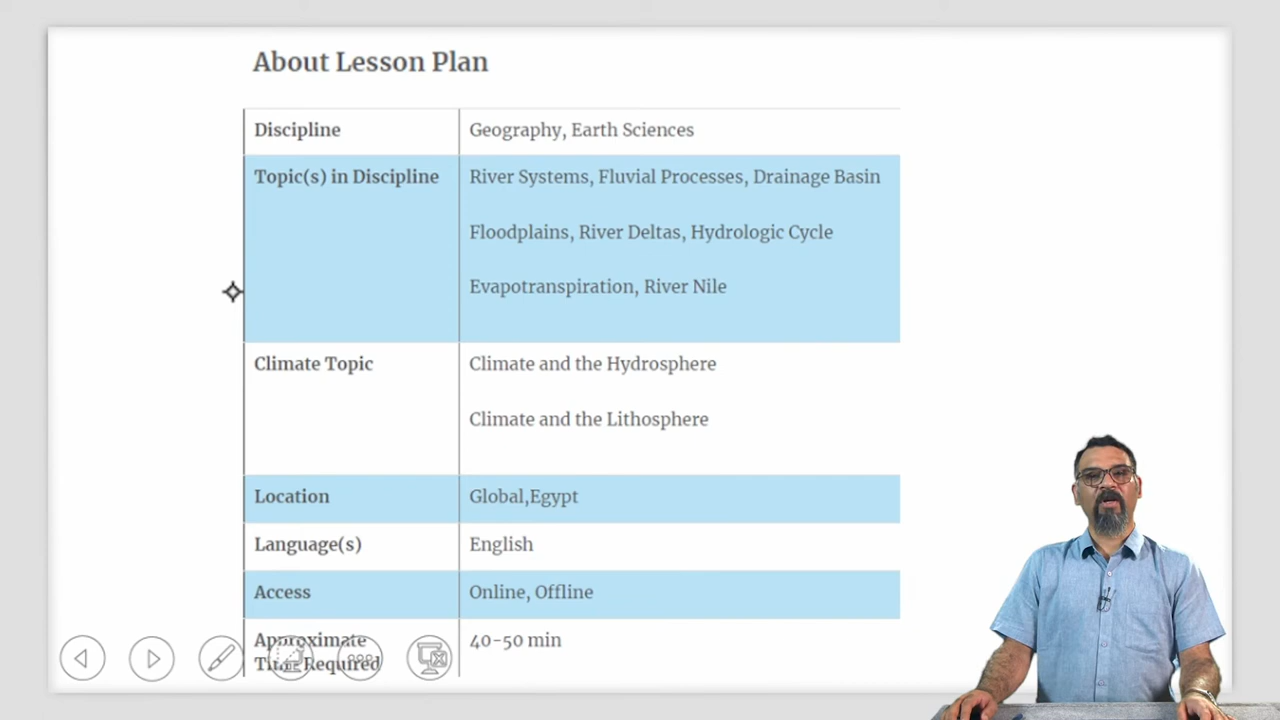 About Lesson Plan
Discipline Geography, Earth Sciences
Topic(s) in Discipline River Systems, Fluvial Processes, Drainage Basin
Floodplains, River Deltas, Hydrologic Cycle
Evapotranspiration, River Nile
Climate Topic Climate and the Hydrosphere
Climate and the Lithosphere
Location Global,Egypt
Language(s) English
Access Online, Offline
Approximate 40-50 min
Time Required